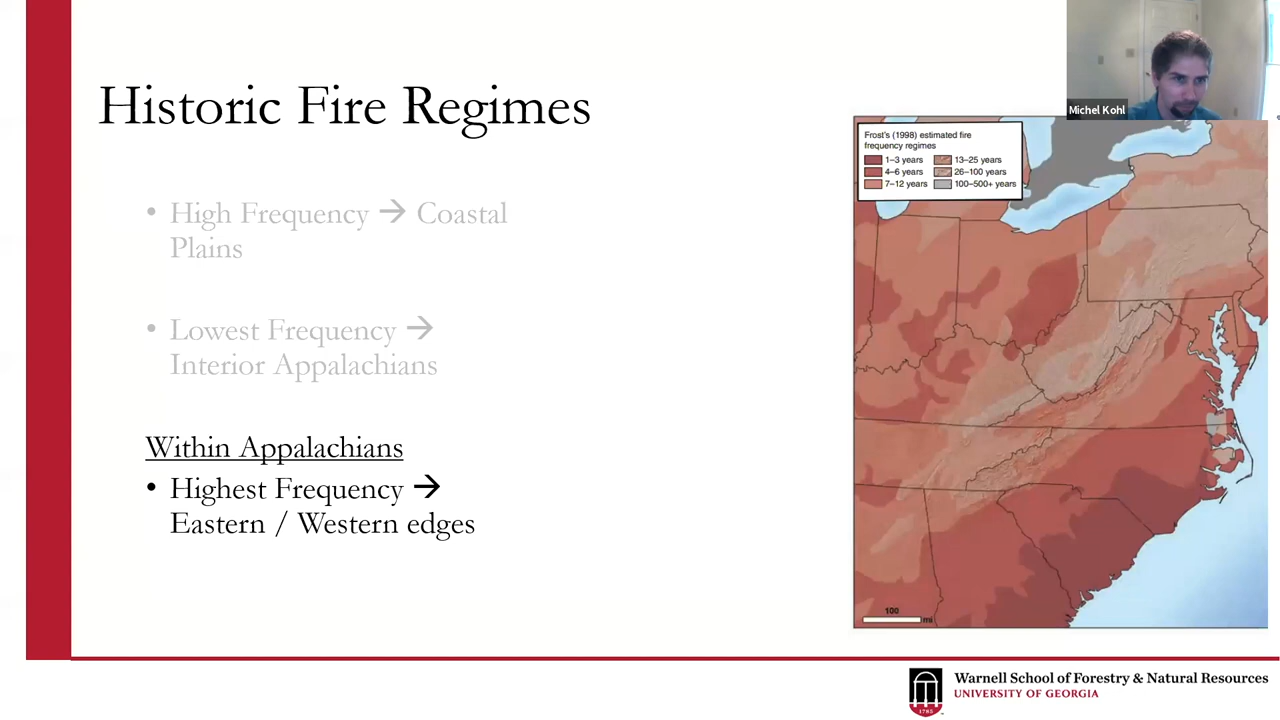 Historic Fire Regimes
• High Frequency → Coastal
Plains
• Lowest Frequency →
Interior Appalachians
Within Appalachians
• Highest Frequency →
Eastern / Western edges
Michel Kohl
Frost's (1998) estimated fire
frequency regimes
1–3 years
13–25 years
4–6 years
26–100 years
7–12 years
100–500+ years
100
mi
1785
Warnell School of Forestry & Natural Resources
UNIVERSITY OF GEORGIA